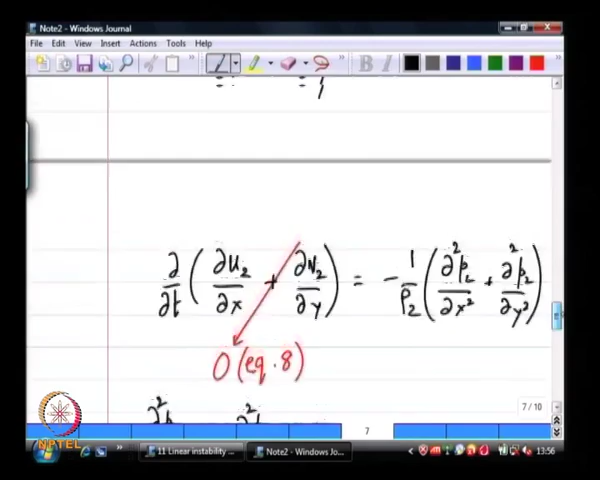 Note2 - Windows Journal
File Edit View Insert Actions Tools Help
B I
∂/∂t ( ∂u₂/∂x + ∂v₂/∂y ) = - 1/ρ₂ ( ∂²p₂/∂x² + ∂²p₂/∂y² )
0 (eq. 8)
7 / 10
7
NPTEL
11 Linear instability ...
Note2 - Windows Jo...
13:56